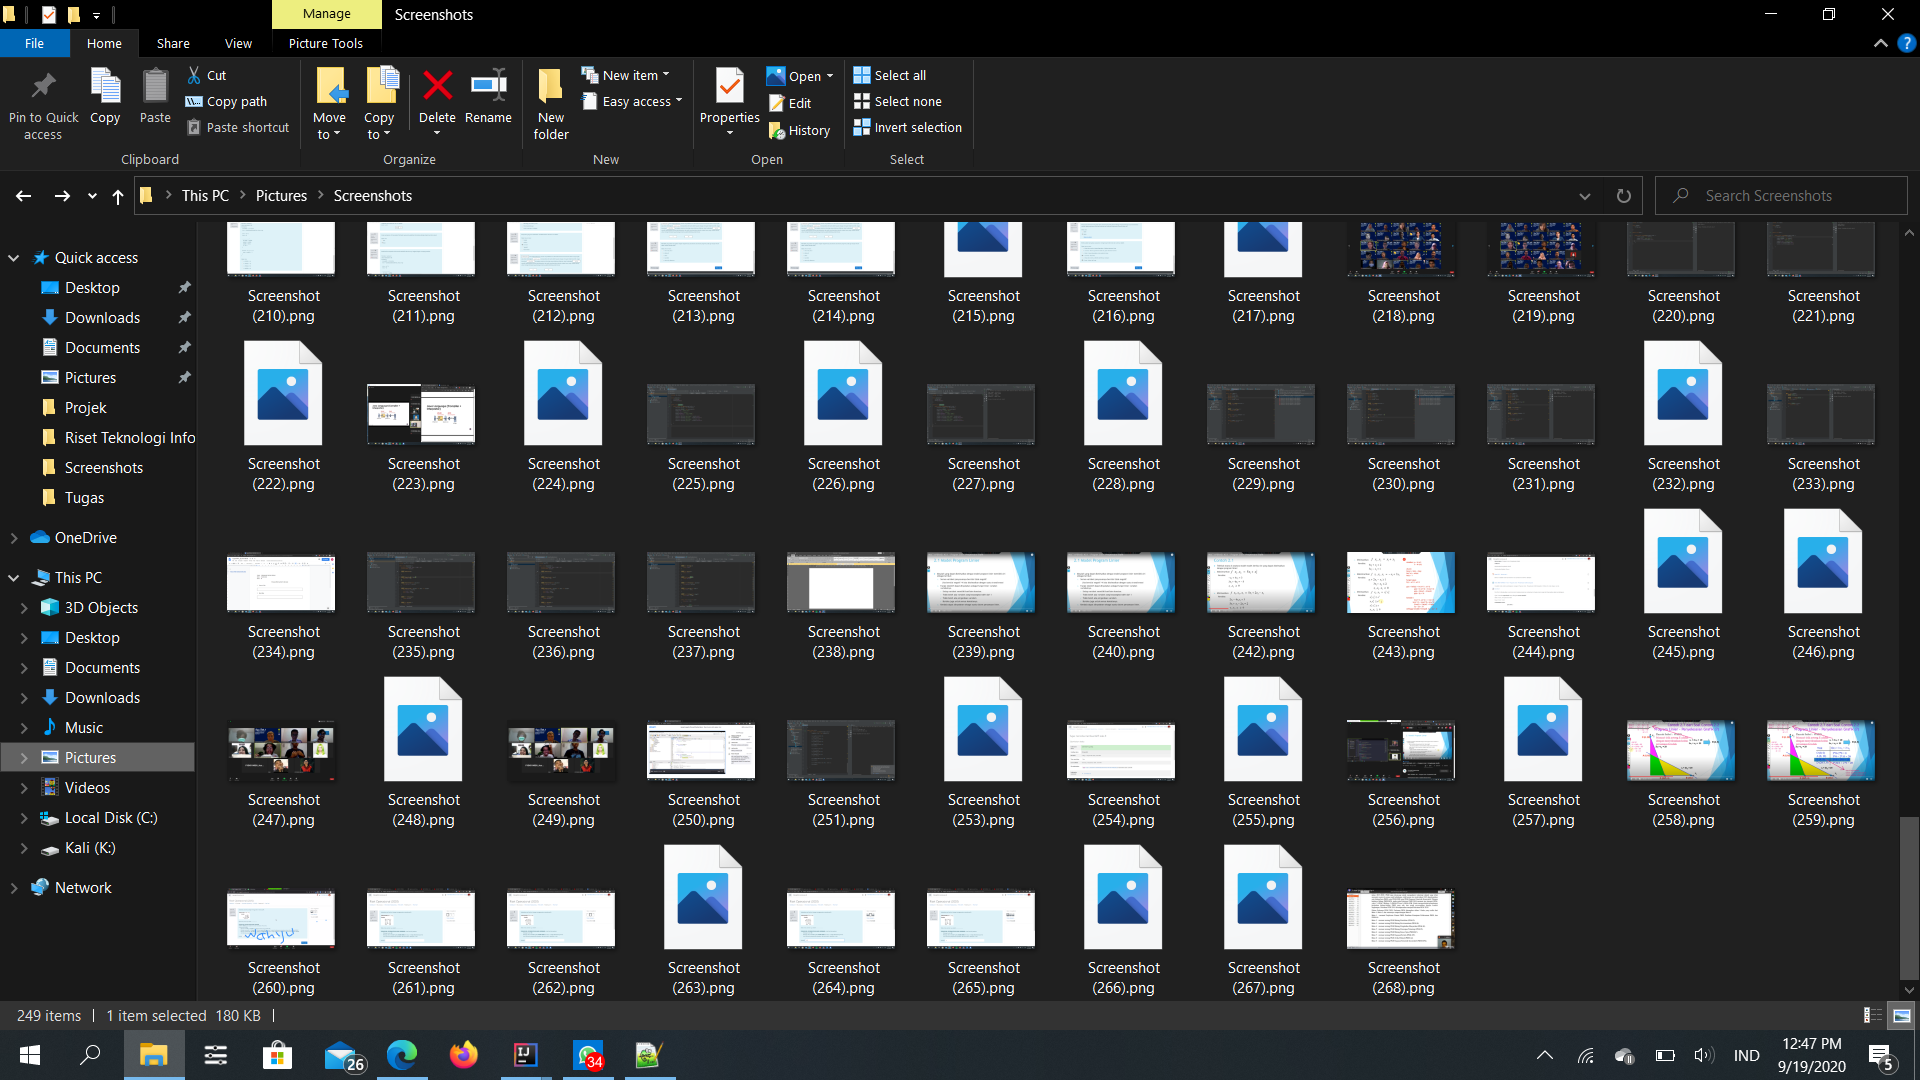 Manage
Screenshots
File
Home
Share
View
Picture Tools
Pin to Quick access
Copy
Paste
Cut
Copy path
Paste shortcut
Clipboard
Move to
Copy to
Delete
Rename
Organize
New folder
New item
Easy access
New
Properties
Open
Edit
History
Open
Select all
Select none
Invert selection
Select
This PC
Pictures
Screenshots
Search Screenshots
Quick access
Desktop
Downloads
Documents
Pictures
Projek
Riset Teknologi Info
Screenshots
Tugas
OneDrive
This PC
3D Objects
Desktop
Documents
Downloads
Music
Pictures
Videos
Local Disk (C:)
Kali (K:)
Network
Screenshot (210).png
Screenshot (211).png
Screenshot (212).png
Screenshot (213).png
Screenshot (214).png
Screenshot (215).png
Screenshot (216).png
Screenshot (217).png
Screenshot (218).png
Screenshot (219).png
Screenshot (220).png
Screenshot (221).png
Screenshot (222).png
Screenshot (223).png
Screenshot (224).png
Screenshot (225).png
Screenshot (226).png
Screenshot (227).png
Screenshot (228).png
Screenshot (229).png
Screenshot (230).png
Screenshot (231).png
Screenshot (232).png
Screenshot (233).png
Screenshot (234).png
Screenshot (235).png
Screenshot (236).png
Screenshot (237).png
Screenshot (238).png
Screenshot (239).png
Screenshot (240).png
Screenshot (242).png
Screenshot (243).png
Screenshot (244).png
Screenshot (245).png
Screenshot (246).png
Screenshot (247).png
Screenshot (248).png
Screenshot (249).png
Screenshot (250).png
Screenshot (251).png
Screenshot (253).png
Screenshot (254).png
Screenshot (255).png
Screenshot (256).png
Screenshot (257).png
Screenshot (258).png
Screenshot (259).png
Screenshot (260).png
Screenshot (261).png
Screenshot (262).png
Screenshot (263).png
Screenshot (264).png
Screenshot (265).png
Screenshot (266).png
Screenshot (267).png
Screenshot (268).png
249 items
1 item selected 180 KB
26
34
IND
12:47 PM
9/19/2020
5